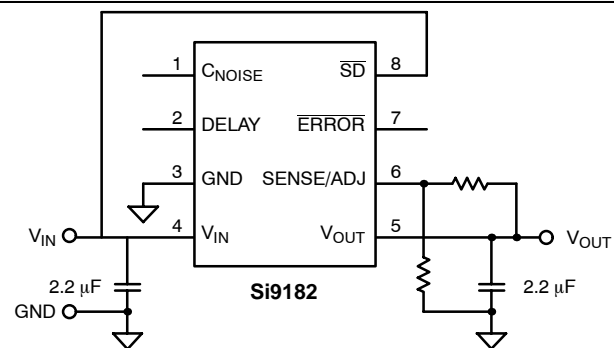 1 C_NOISE SD 8
2 DELAY ERROR 7
3 GND SENSE/ADJ 6
V_IN 4 V_IN V_OUT 5 V_OUT
2.2 μF Si9182 2.2 μF
GND